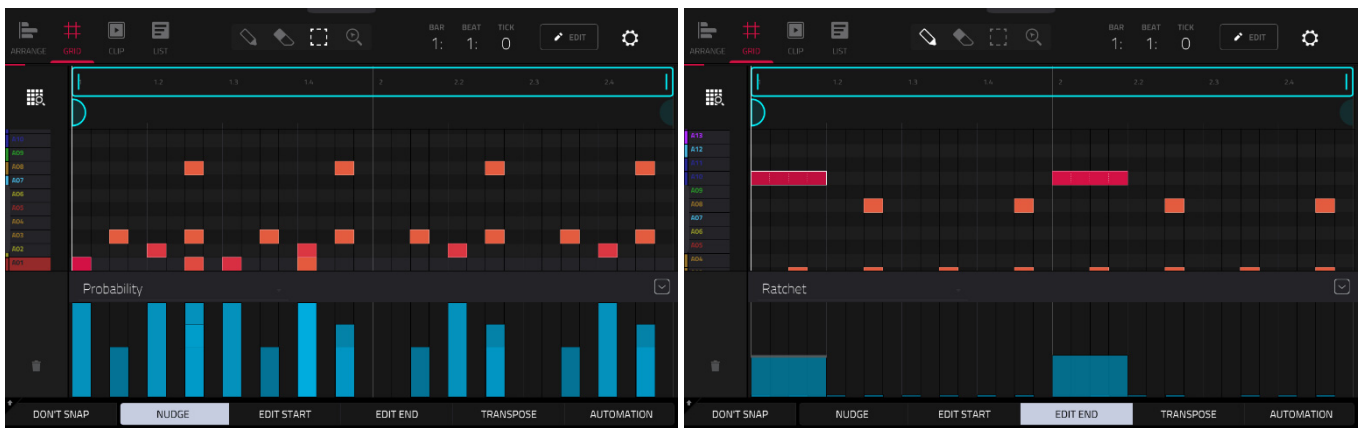 BAR BEAT TICK
ARRANGE GRID CLIP LIST 1: 1: 0 EDIT
1.2 1.3 1.4 2 2.2 2.3 2.4
A10
A09
A08
A07
A06
A05
A04
A03
A02
A01
Probability
DON'T SNAP NUDGE EDIT START EDIT END TRANSPOSE AUTOMATION
BAR BEAT TICK
ARRANGE GRID CLIP LIST 1: 1: 0 EDIT
1.2 1.3 1.4 2 2.2 2.3 2.4
A13
A12
A11
A10
A09
A08
A07
A06
A05
A04
Ratchet
DON'T SNAP NUDGE EDIT START EDIT END TRANSPOSE AUTOMATION